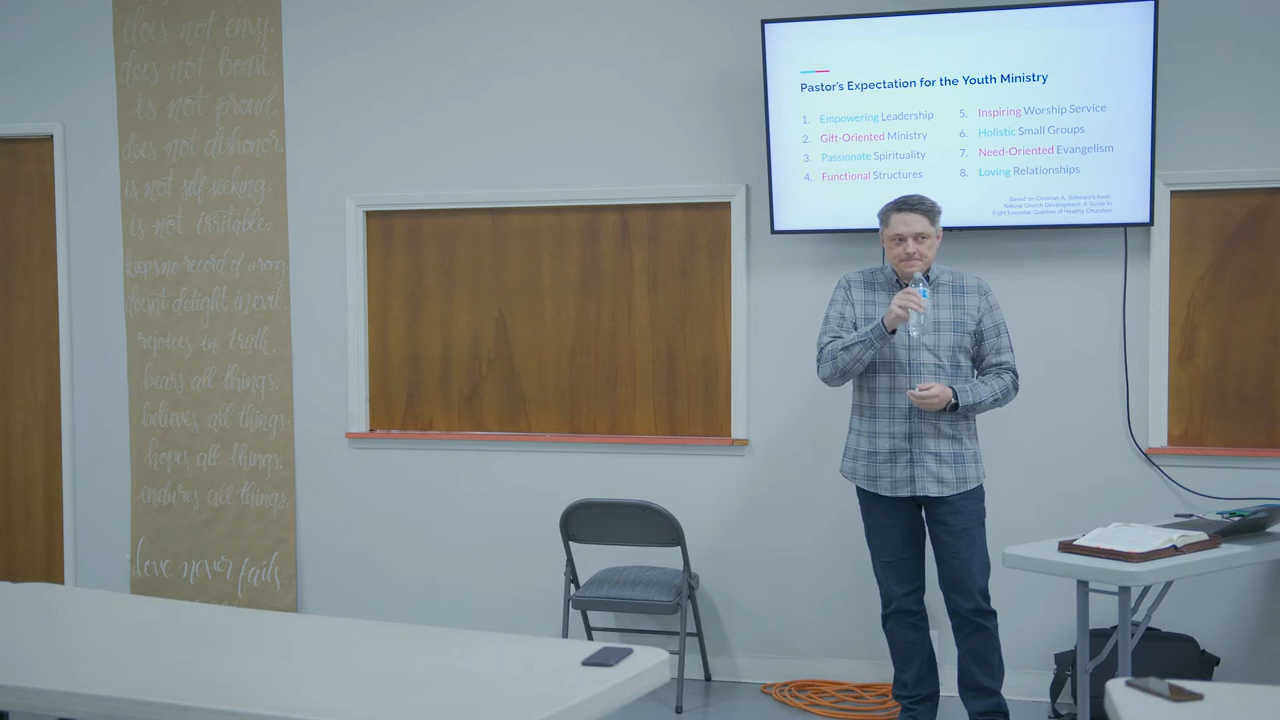 does not envy,
does not boast,
is not proud,
does not dishonor,
is not self-seeking,
is not irritable,
keeps no record of wrong,
doesn't delight in evil,
rejoices in truth,
bears all things,
believes all things,
hopes all things,
endures all things.
love never fails
Pastor's Expectation for the Youth Ministry
1. Empowering Leadership
2. Gift-Oriented Ministry
3. Passionate Spirituality
4. Functional Structures
5. Inspiring Worship Service
6. Holistic Small Groups
7. Need-Oriented Evangelism
8. Loving Relationships
*Based on Christian A. Schwarz's book,
Natural Church Development: A Guide to
Eight Essential Qualities of Healthy Churches.